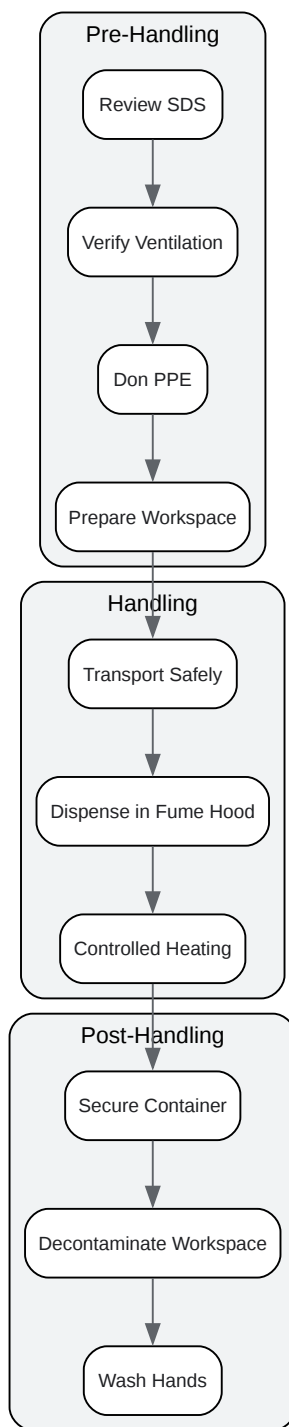 Pre-Handling
Review SDS
Verify Ventilation
Don PPE
Prepare Workspace
Handling
Transport Safely
Dispense in Fume Hood
Controlled Heating
Post-Handling
Secure Container
Decontaminate Workspace
Wash Hands